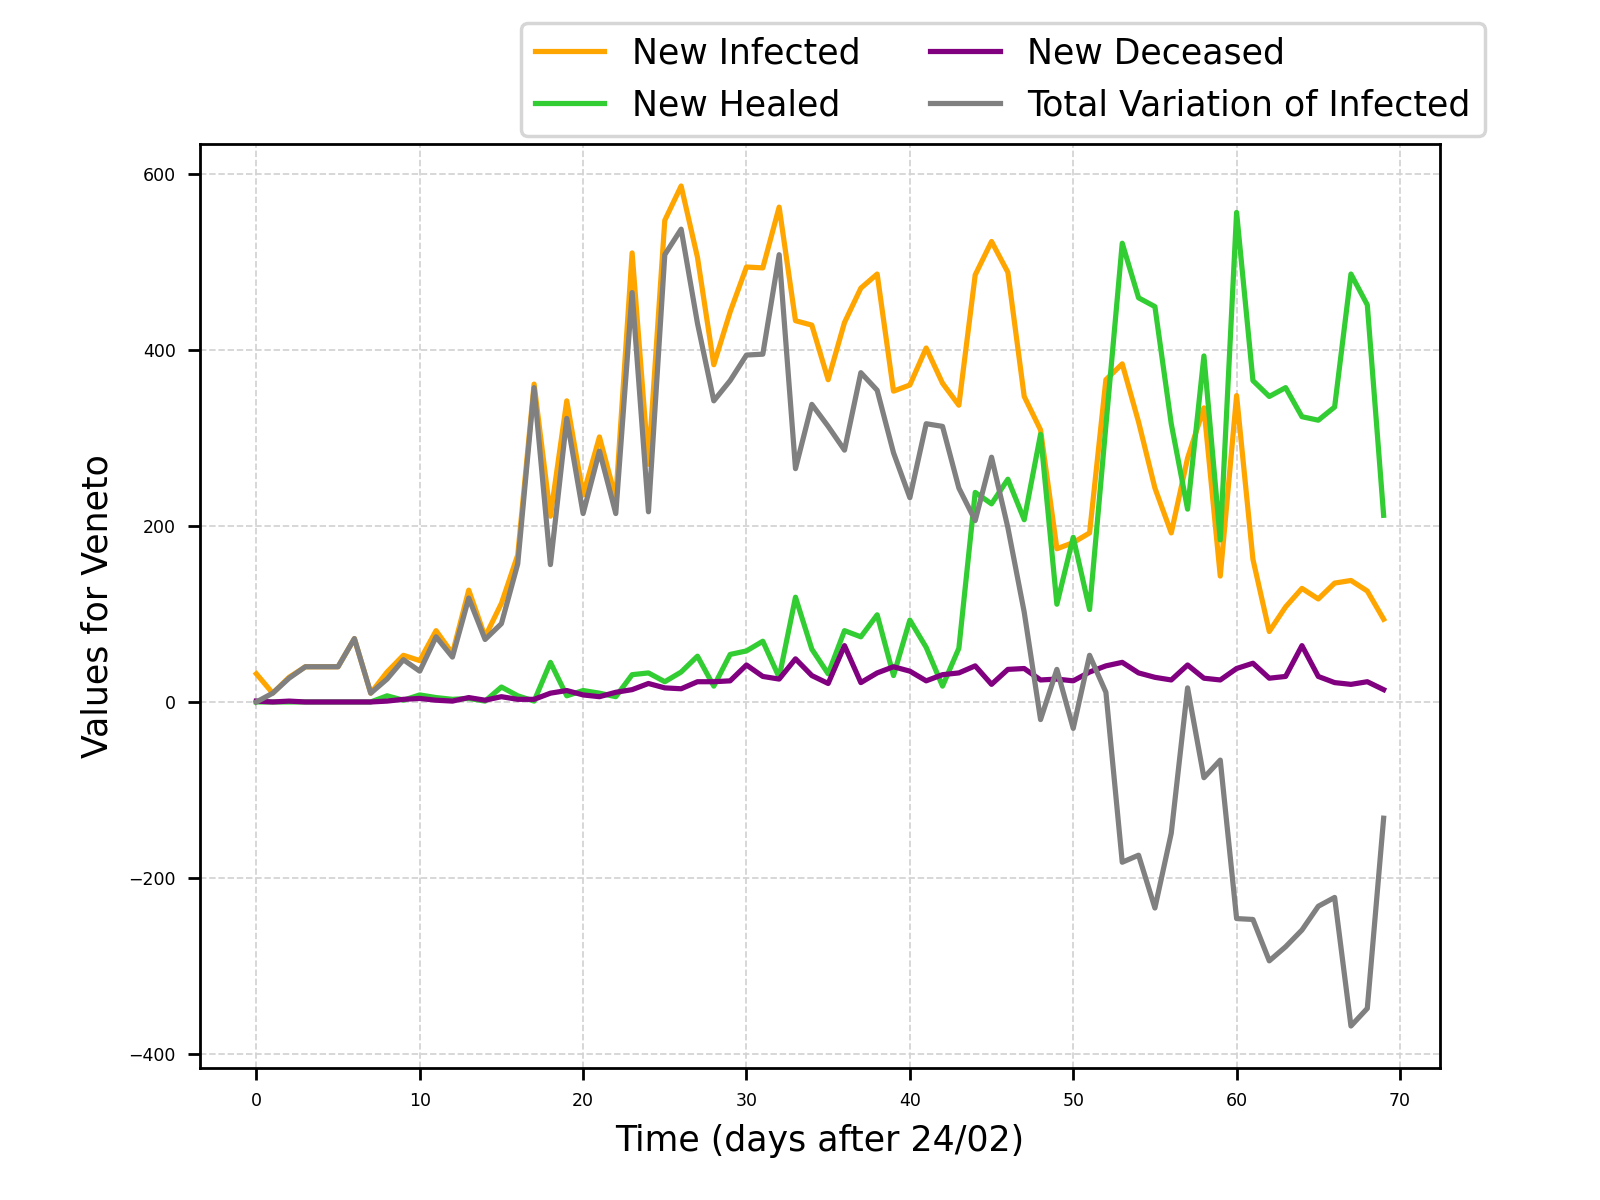 New Infected
New Healed
New Deceased
Total Variation of Infected
600
400
200
0
−200
−400
Values for Veneto
0 10 20 30 40 50 60 70
Time (days after 24/02)